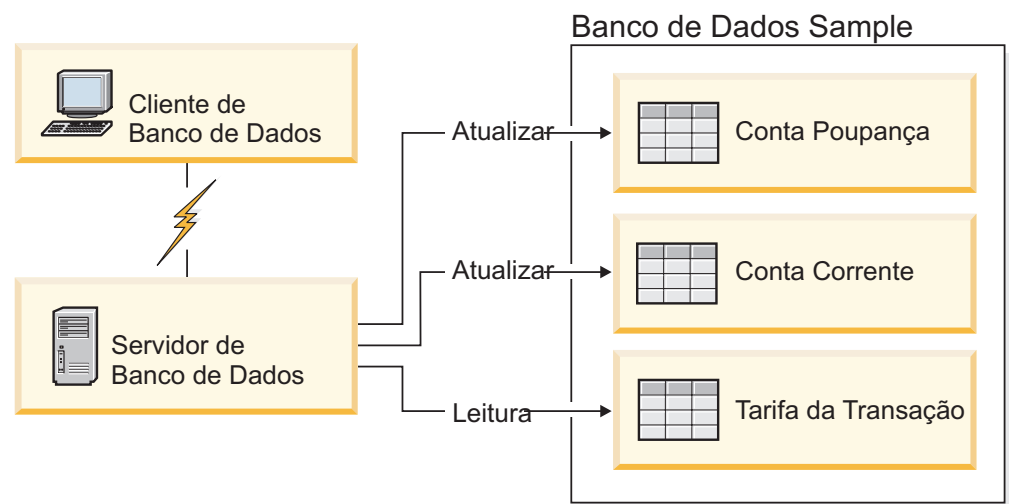 Banco de Dados Sample
Cliente de
Banco de Dados
Atualizar
Conta Poupança
Atualizar
Conta Corrente
Servidor de
Banco de Dados
Leitura
Tarifa da Transação